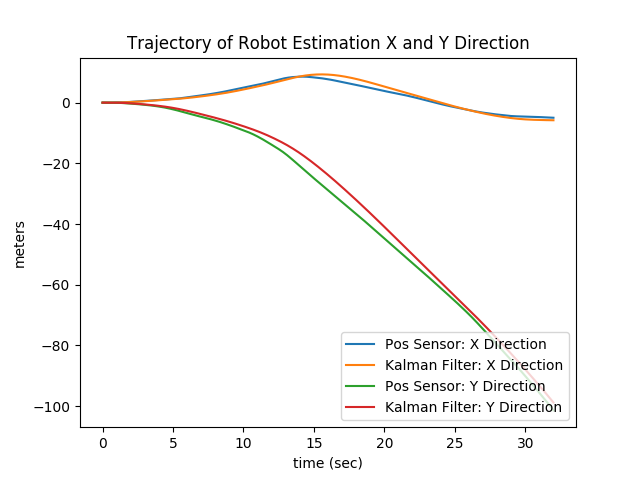 Trajectory of Robot Estimation X and Y Direction
0
−20
−40
−60
−80
−100
meters
Pos Sensor: X Direction
Kalman Filter: X Direction
Pos Sensor: Y Direction
Kalman Filter: Y Direction
0 5 10 15 20 25 30
time (sec)